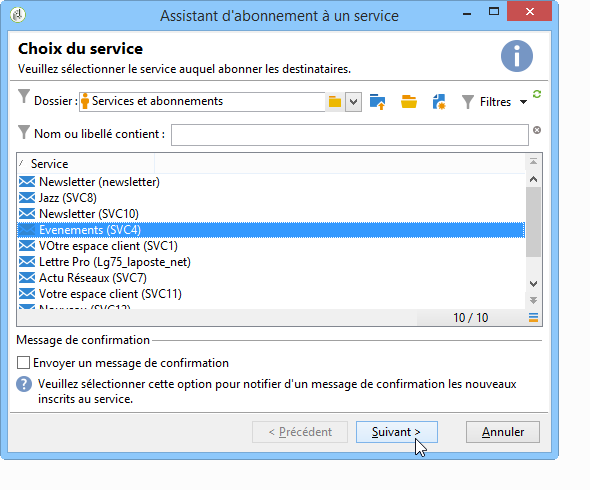 Assistant d'abonnement à un service
Choix du service
Veuillez sélectionner le service auquel abonner les destinataires.
Dossier : Services et abonnements Filtres
Nom ou libellé contient :
Service
Newsletter (newsletter)
Jazz (SVC8)
Newsletter (SVC10)
Evenements (SVC4)
VOtre espace client (SVC1)
Lettre Pro (Lg75_laposte_net)
Actu Réseaux (SVC7)
Votre espace client (SVC11)
Nouveau (SVC12)
10 / 10
Message de confirmation
Envoyer un message de confirmation
Veuillez sélectionner cette option pour notifier d'un message de confirmation les nouveaux
inscrits au service.
< Précédent Suivant > Annuler